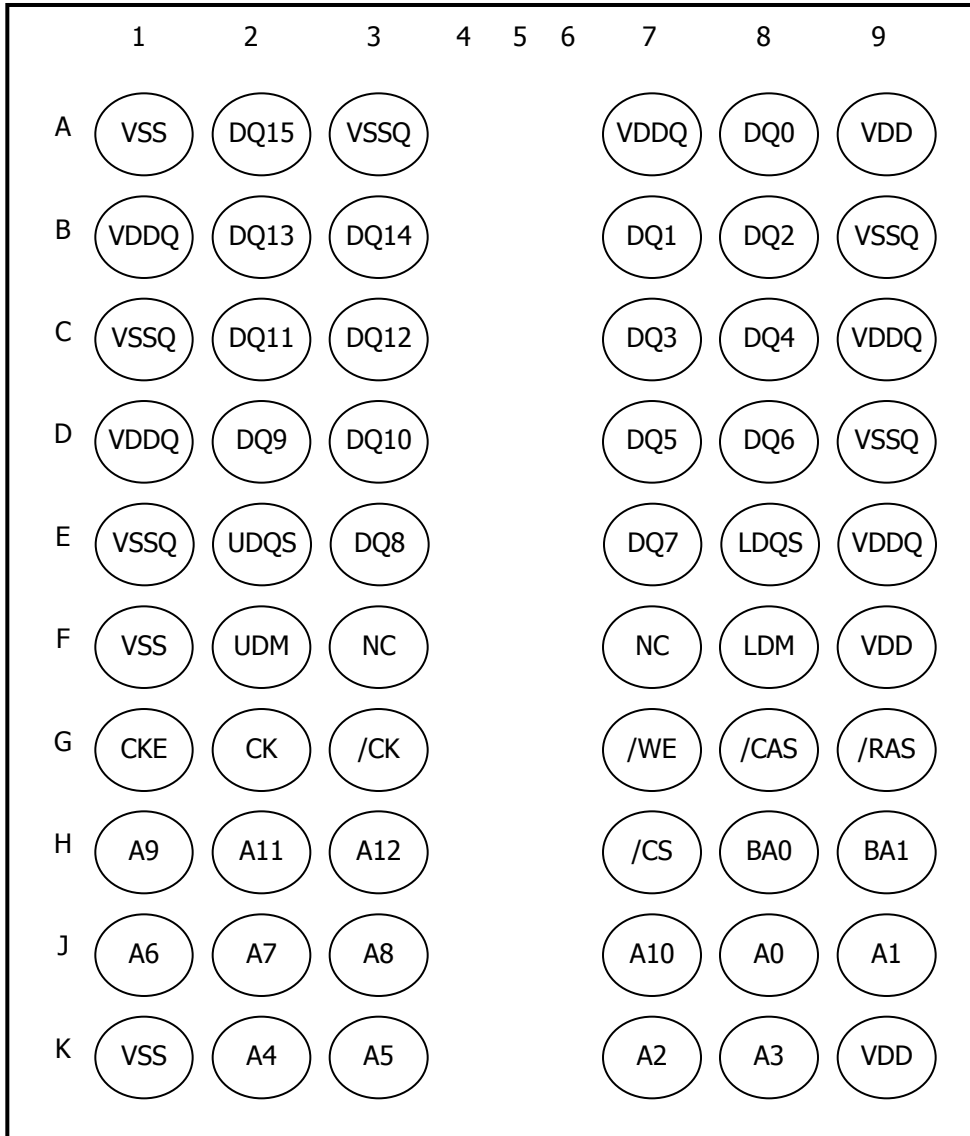 1 2 3 4 5 6 7 8 9
A VSS DQ15 VSSQ VDDQ DQ0 VDD
B VDDQ DQ13 DQ14 DQ1 DQ2 VSSQ
C VSSQ DQ11 DQ12 DQ3 DQ4 VDDQ
D VDDQ DQ9 DQ10 DQ5 DQ6 VSSQ
E VSSQ UDQS DQ8 DQ7 LDQS VDDQ
F VSS UDM NC NC LDM VDD
G CKE CK /CK /WE /CAS /RAS
H A9 A11 A12 /CS BA0 BA1
J A6 A7 A8 A10 A0 A1
K VSS A4 A5 A2 A3 VDD